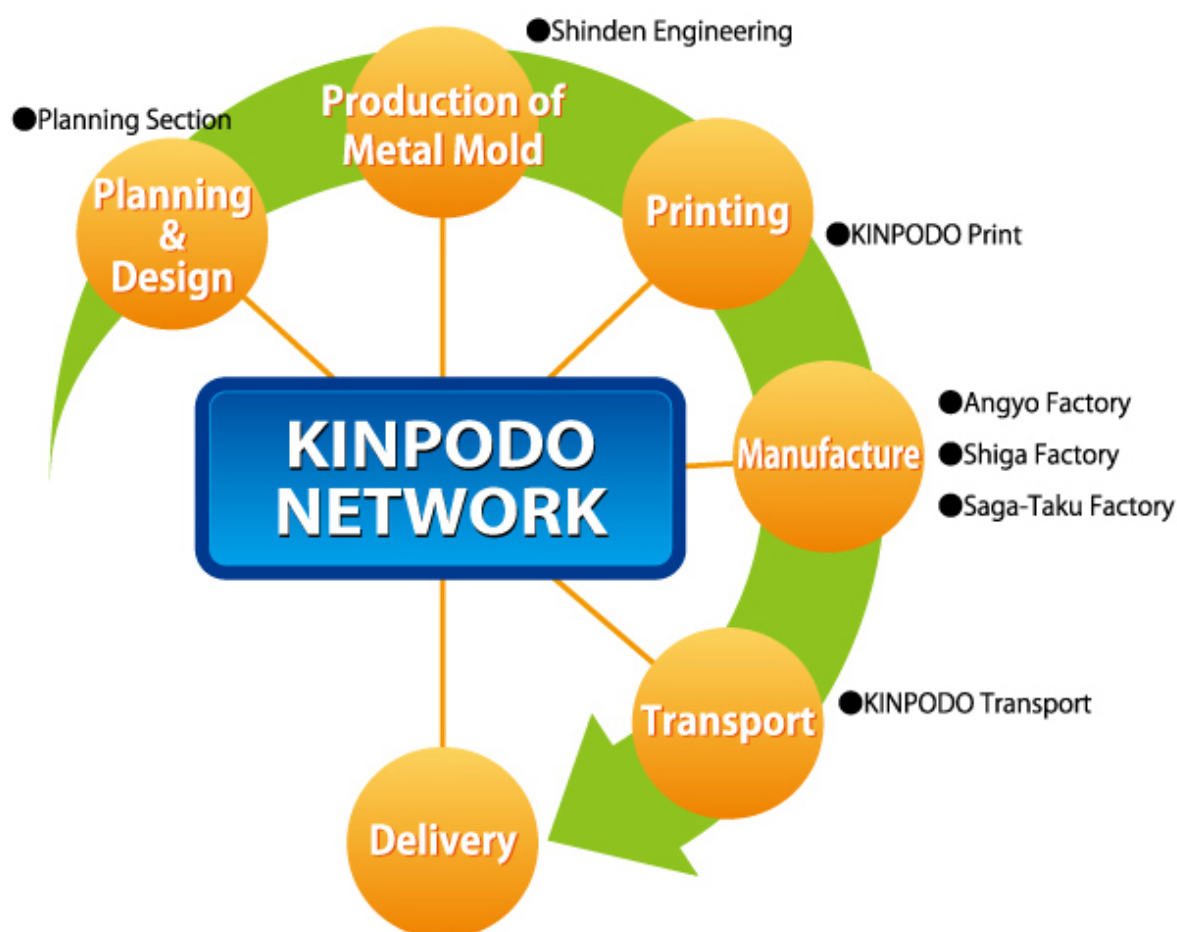 ●Shinden Engineering
Production of
Metal Mold
●Planning Section
Planning
&
Design
Printing
●KINPODO Print
KINPODO
NETWORK
Manufacture
●Angyo Factory
●Shiga Factory
●Saga-Taku Factory
Transport
●KINPODO Transport
Delivery